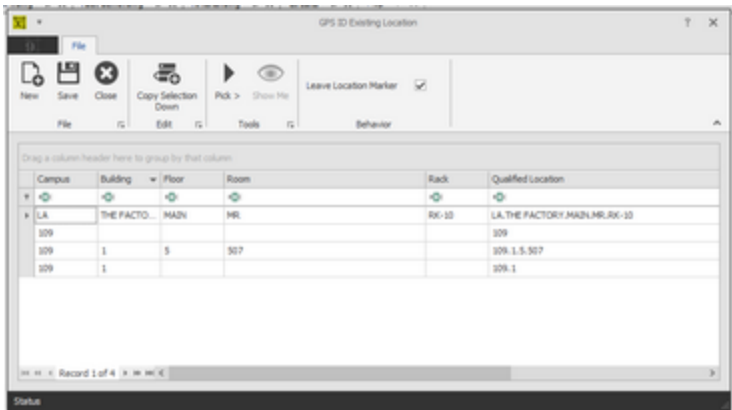 GPS ID Existing Location
File
New Save Close Copy Selection Down Pick > Show Me Leave Location Marker
File Edit Tools Behavior
Drag a column header here to group by that column
Campus Building Floor Room Rack Qualified Location
LA THE FACTO... MAIN MR RK-10 LA.THE FACTORY.MAIN.MR.RK-10
109 109
109 1 5 507 109.1.5.507
109 1 109.1
Record 1 of 4
Status